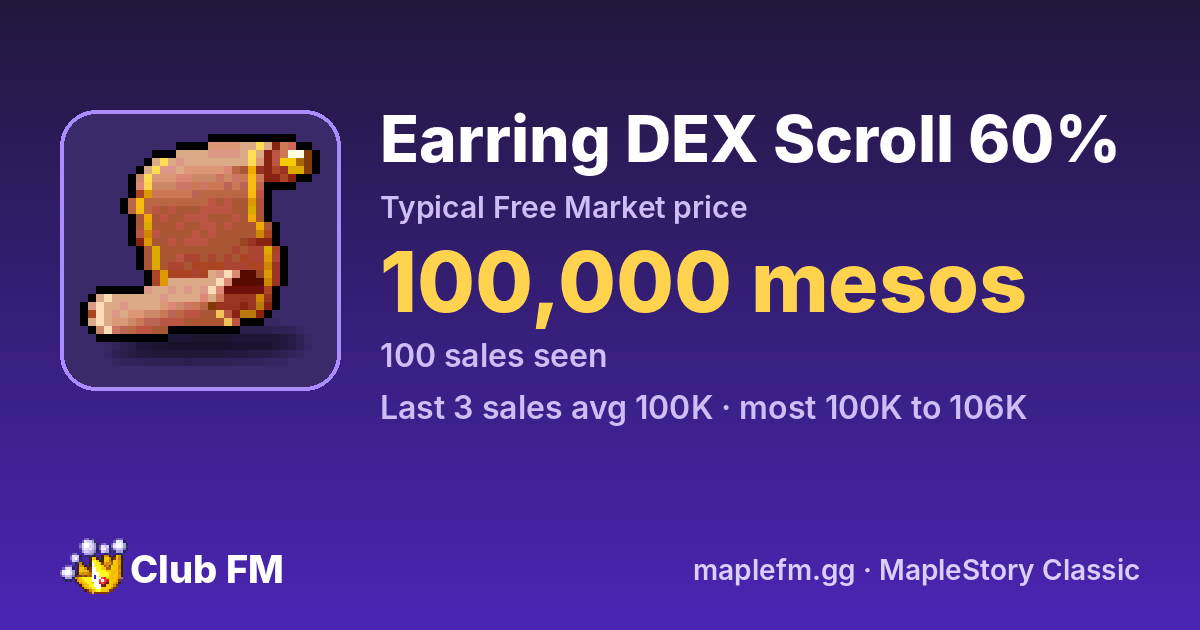 Earring DEX Scroll 60%
Typical Free Market price
100,000 mesos
100 sales seen
Last 3 sales avg 100K · most 100K to 106K
Club FM
maplefm.gg · MapleStory Classic